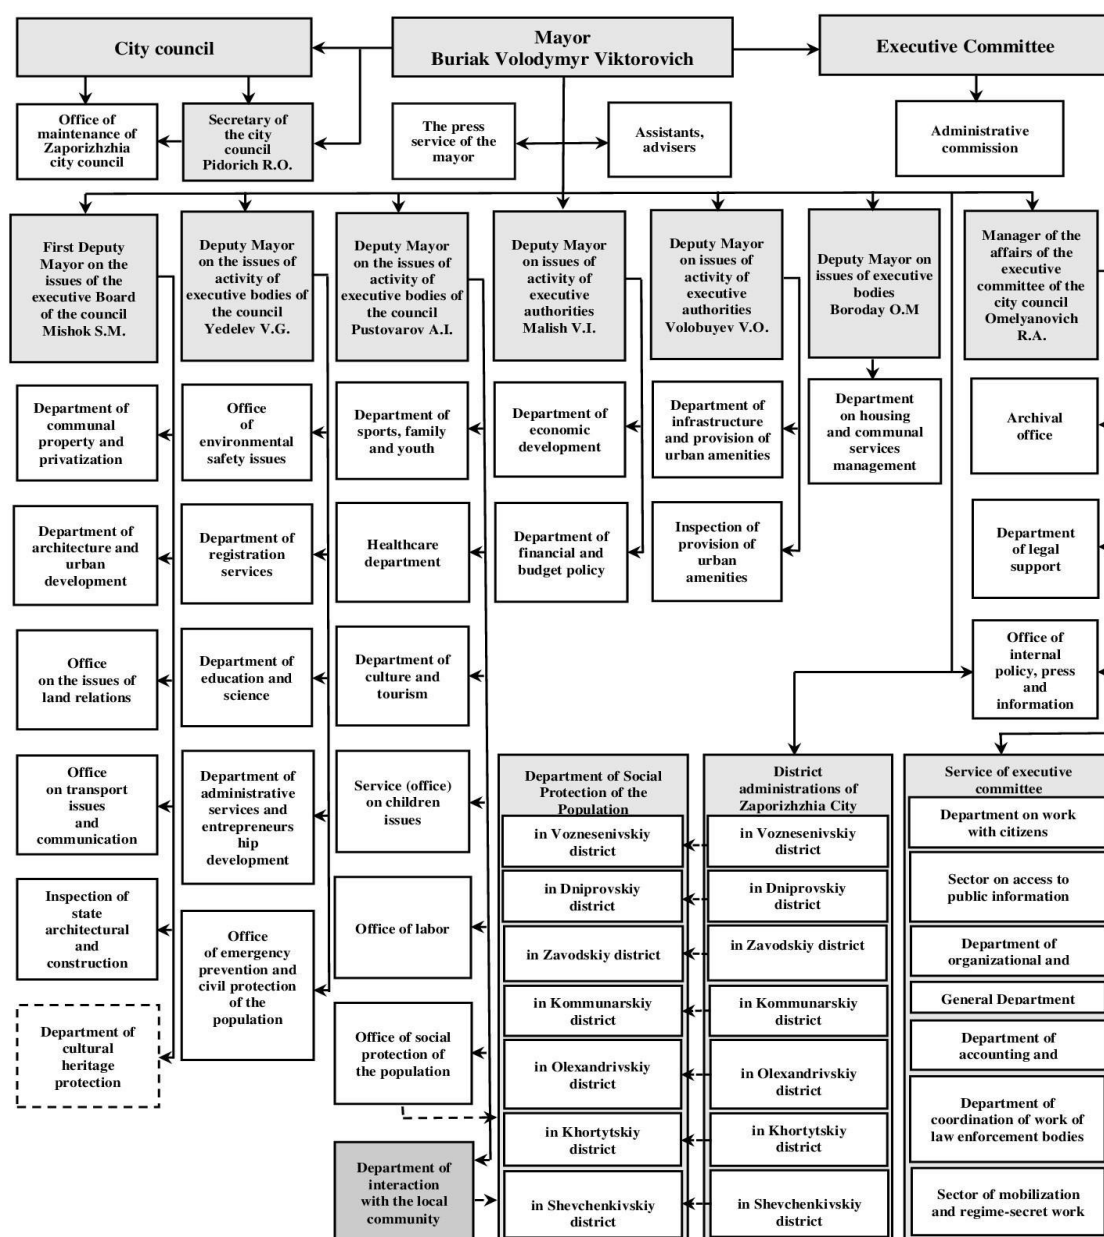 City council
Mayor
Buriak Volodymyr Viktorovich
Executive Committee
Office of
maintenance of
Zaporizhzhia
city council
Secretary of
the city
council
Pidorich R.O.
The press
service of the
mayor
Assistants,
advisers
Administrative
commission
First Deputy
Mayor on the
issues of the
executive Board
of the council
Mishok S.M.
Deputy Mayor
on the issues of
activity of
executive bodies of
the council
Yedelev V.G.
Deputy Mayor
on the issues of
activity of
executive bodies of
the council
Pustovarov A.I.
Deputy Mayor
on issues of
activity of
executive
authorities
Malish V.I.
Deputy Mayor
on issues of
activity of
executive
authorities
Volobuyev V.O.
Deputy Mayor on
issues of executive
bodies
Boroday O.M
Manager of the
affairs of the
executive
committee of the
city council
Omelyanovich
R.A.
Department of
communal
property and
privatization
Office
of
environmental
safety issues
Department of
sports, family
and youth
Department of
economic
development
Department of
infrastructure
and provision of
urban amenities
Department
on housing
and communal
services
management
Archival
office
Department of
architecture and
urban
development
Department of
registration
services
Healthcare
department
Department of
financial and
budget policy
Inspection of
provision of
urban
amenities
Department
of legal
support
Office
on the issues of
land relations
Department of
education and
science
Department of
culture and
tourism
Office of
internal
policy, press
and
information
Office
on transport
issues
and
communication
Department of
administrative
services and
entrepreneurs
hip
development
Service (office)
on children
issues
Department of Social
Protection of the
Population
District
administrations of
Zaporizhzhia City
Service of executive
committee
in Voznesenivskiy
district
in Voznesenivskiy
district
Department on work
with citizens
in Dniprovskiy
district
in Dniprovskiy
district
Sector on access to
public information
Inspection of
state
architectural
and
construction
Office
of emergency
prevention and
civil protection
of the
population
Office of labor
in Zavodskiy district
in Zavodskiy district
Department of
organizational and
in Kommunarskiy
district
in Kommunarskiy
district
General Department
Department of
cultural
heritage
protection
Office of social
protection of
the population
in Olexandrivskiy
district
in Olexandrivskiy
district
Department of
accounting and
in Khortytskiy
district
in Khortytskiy
district
Department of
coordination of work of
law enforcement bodies
Department of
interaction
with the local
community
in Shevchenkivskiy
district
in Shevchenkivskiy
district
Sector of mobilization
and regime-secret work